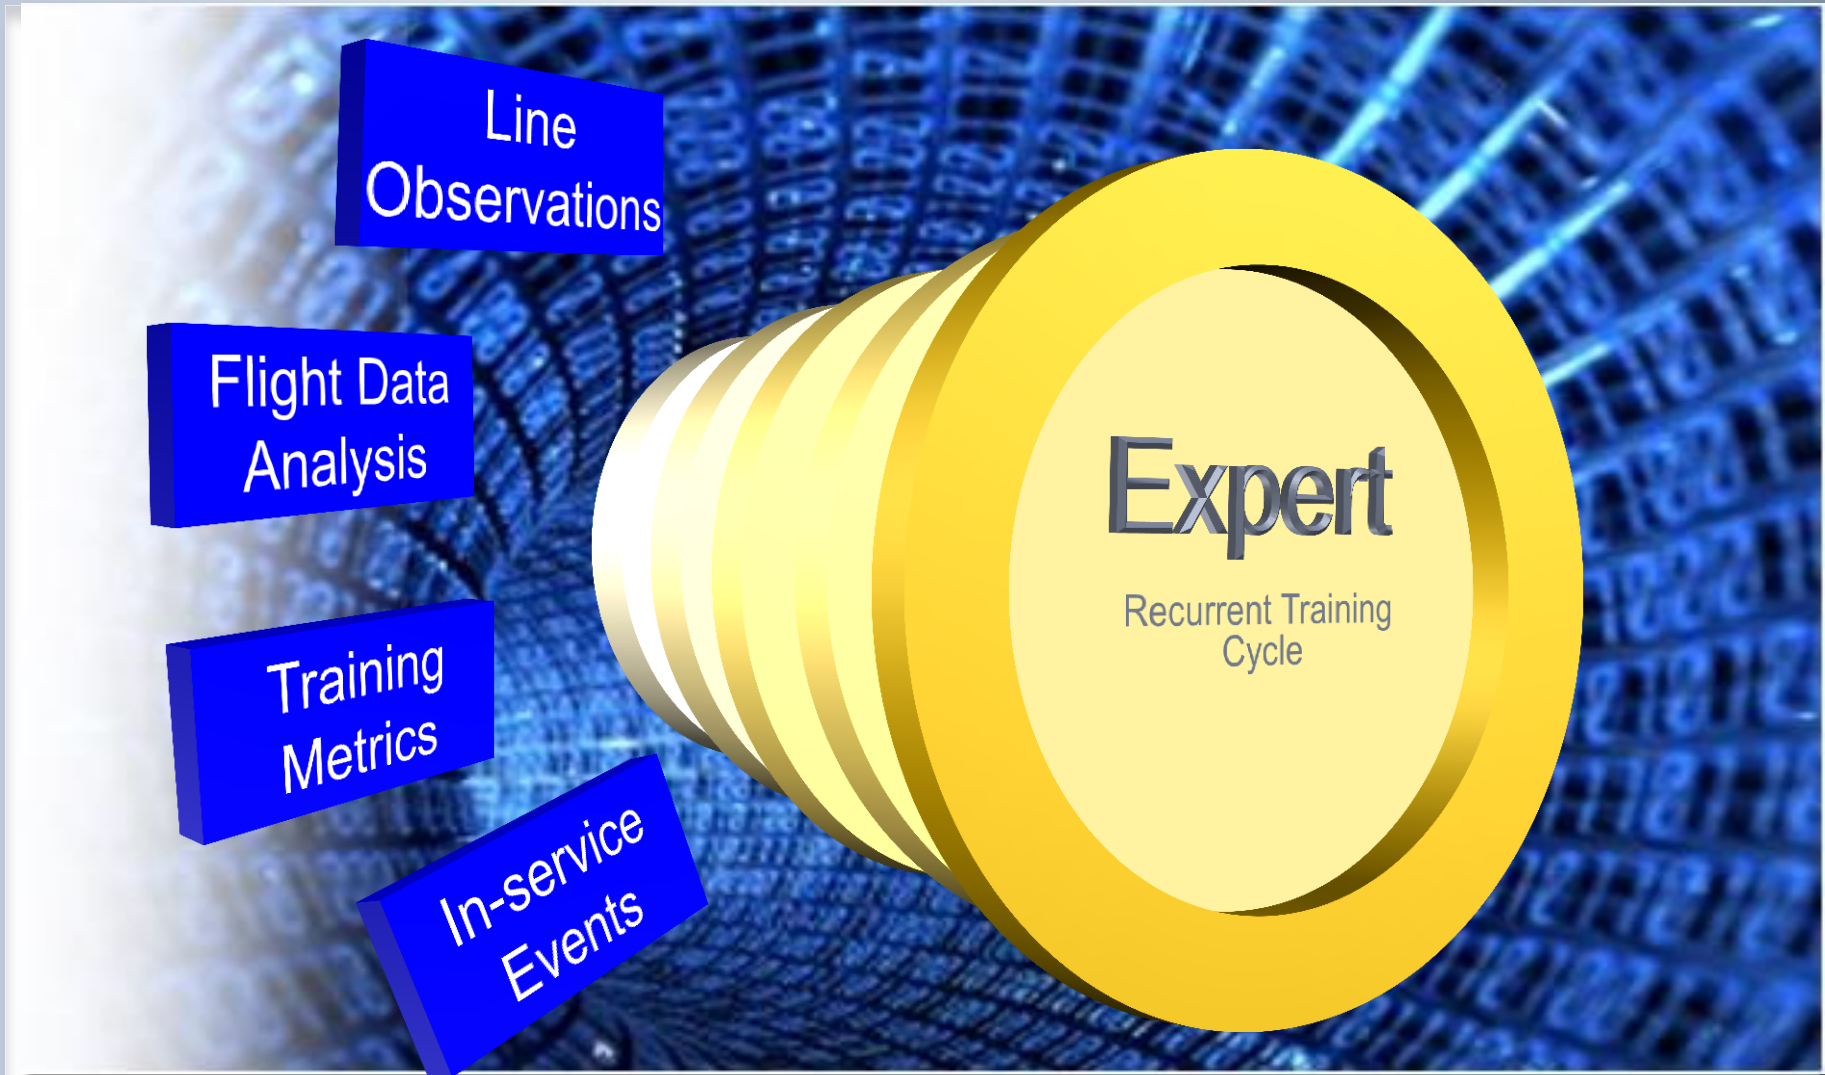 Line
Observations
Flight Data
Analysis
Training
Metrics
In-service
Events
Expert
Recurrent Training
Cycle